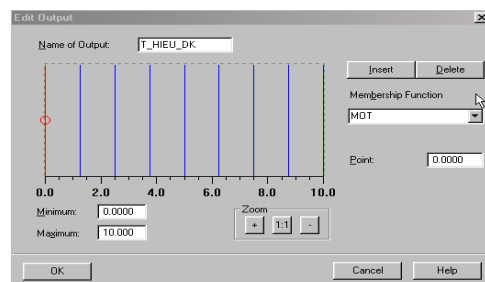 Edit Output
Name of Output: T_HIEU_DK
Insert Delete
Membership Function
MOT
Point: 0.0000
0.0 2.0 4.0 6.0 8.0 10.0
Minimum: 0.0000
Maximum: 10.000
Zoom
+ 1:1 -
OK Cancel Help